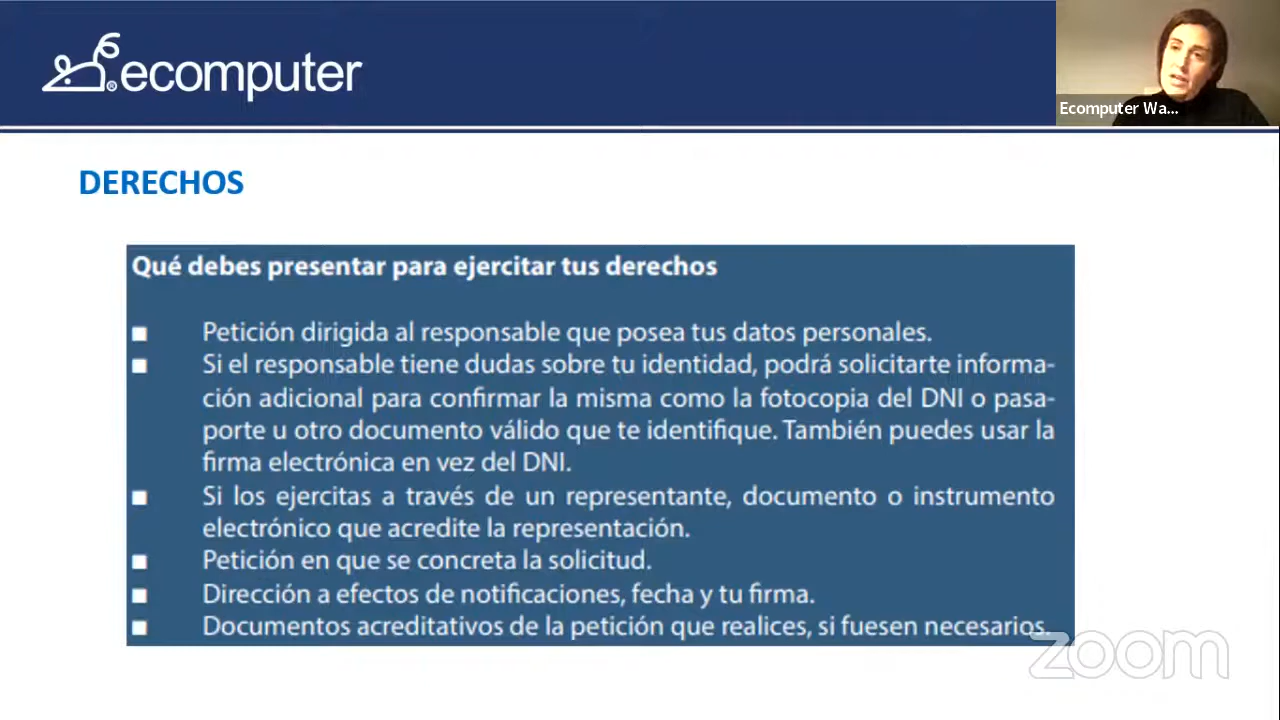 ecomputer
Ecomputer Wa...
DERECHOS
Qué debes presentar para ejercitar tus derechos
Petición dirigida al responsable que posea tus datos personales.
Si el responsable tiene dudas sobre tu identidad, podrá solicitarte informa-
ción adicional para confirmar la misma como la fotocopia del DNI o pasa-
porte u otro documento válido que te identifique. También puedes usar la
firma electrónica en vez del DNI.
Si los ejercitas a través de un representante, documento o instrumento
electrónico que acredite la representación.
Petición en que se concreta la solicitud.
Dirección a efectos de notificaciones, fecha y tu firma.
Documentos acreditativos de la petición que realices, si fuesen necesarios.
zoom